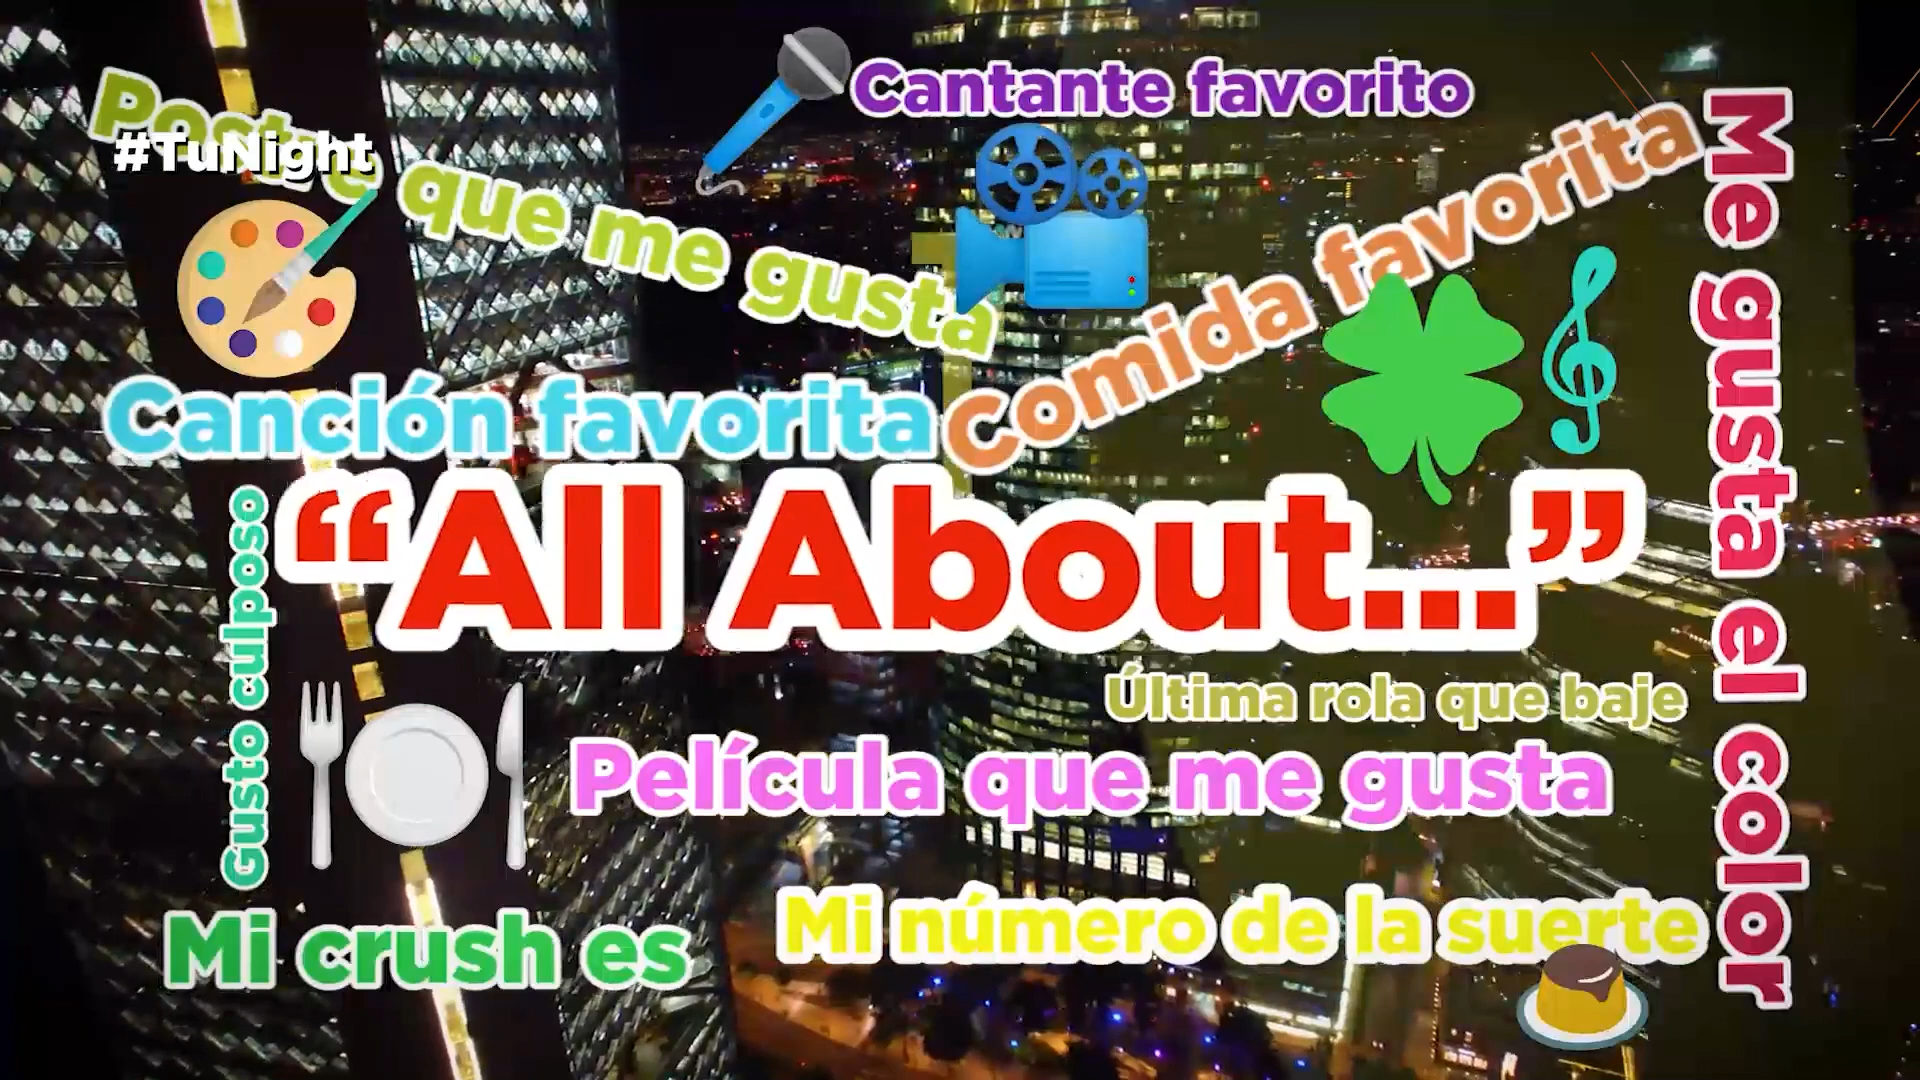 Cantante favorito
Postre que me gusta
#TuNight
Comida favorita
Me gusta el color
Canción favorita
“All About...”
Gusto culposo
Última rola que baje
Película que me gusta
Mi número de la suerte
Mi crush es